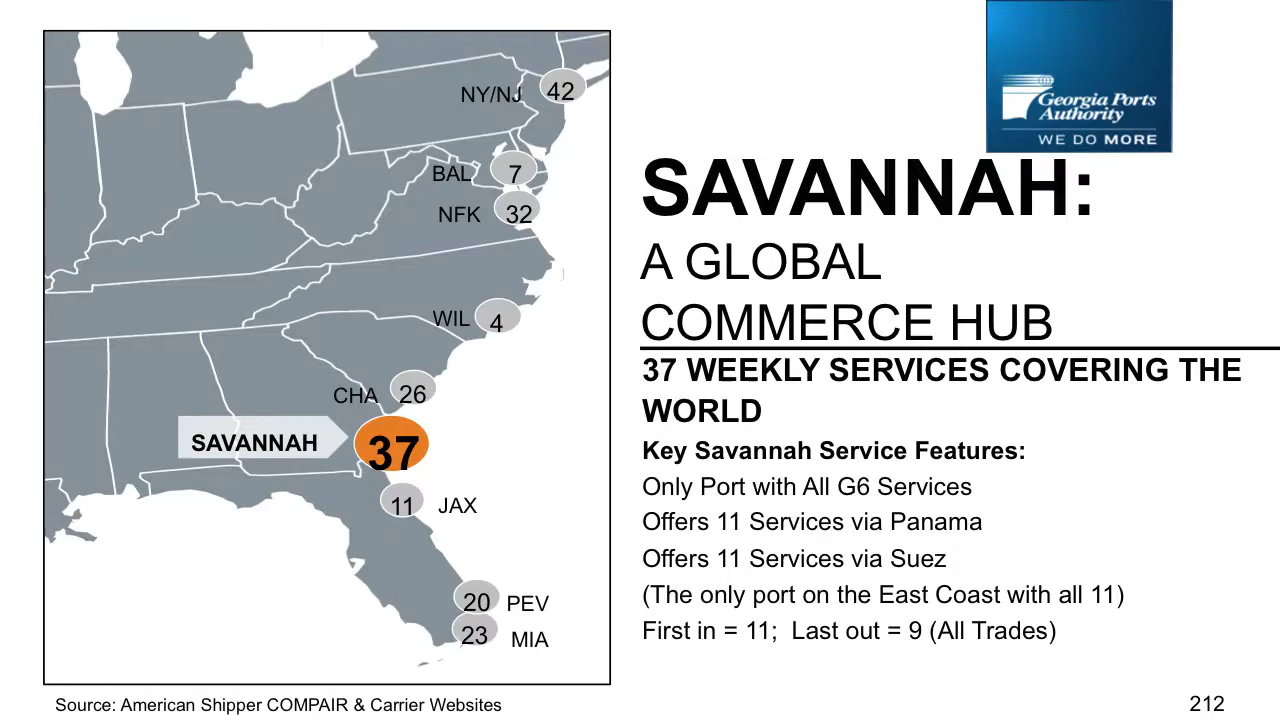 Georgia Ports
Authority
WE DO MORE
NY/NJ 42
BAL 7
NFK 32
WIL 4
CHA 26
SAVANNAH 37
11 JAX
20 PEV
23 MIA
SAVANNAH:
A GLOBAL
COMMERCE HUB
37 WEEKLY SERVICES COVERING THE
WORLD
Key Savannah Service Features:
Only Port with All G6 Services
Offers 11 Services via Panama
Offers 11 Services via Suez
(The only port on the East Coast with all 11)
First in = 11;  Last out = 9 (All Trades)
Source: American Shipper COMPAIR & Carrier Websites
212